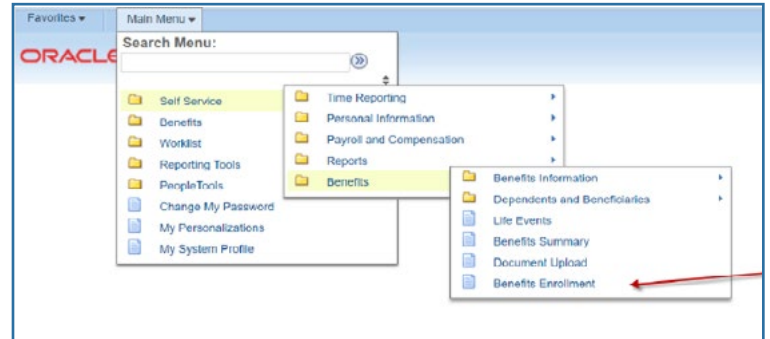 Favorites Main Menu
Search Menu:
ORACLE
Self Service
Benefits
Worklist
Reporting Tools
PeopleTools
Change My Password
My Personalizations
My System Profile
Time Reporting
Personal Information
Payroll and Compensation
Reports
Benefits
Benefits Information
Dependents and Beneficiaries
Life Events
Benefits Summary
Document Upload
Benefits Enrollment